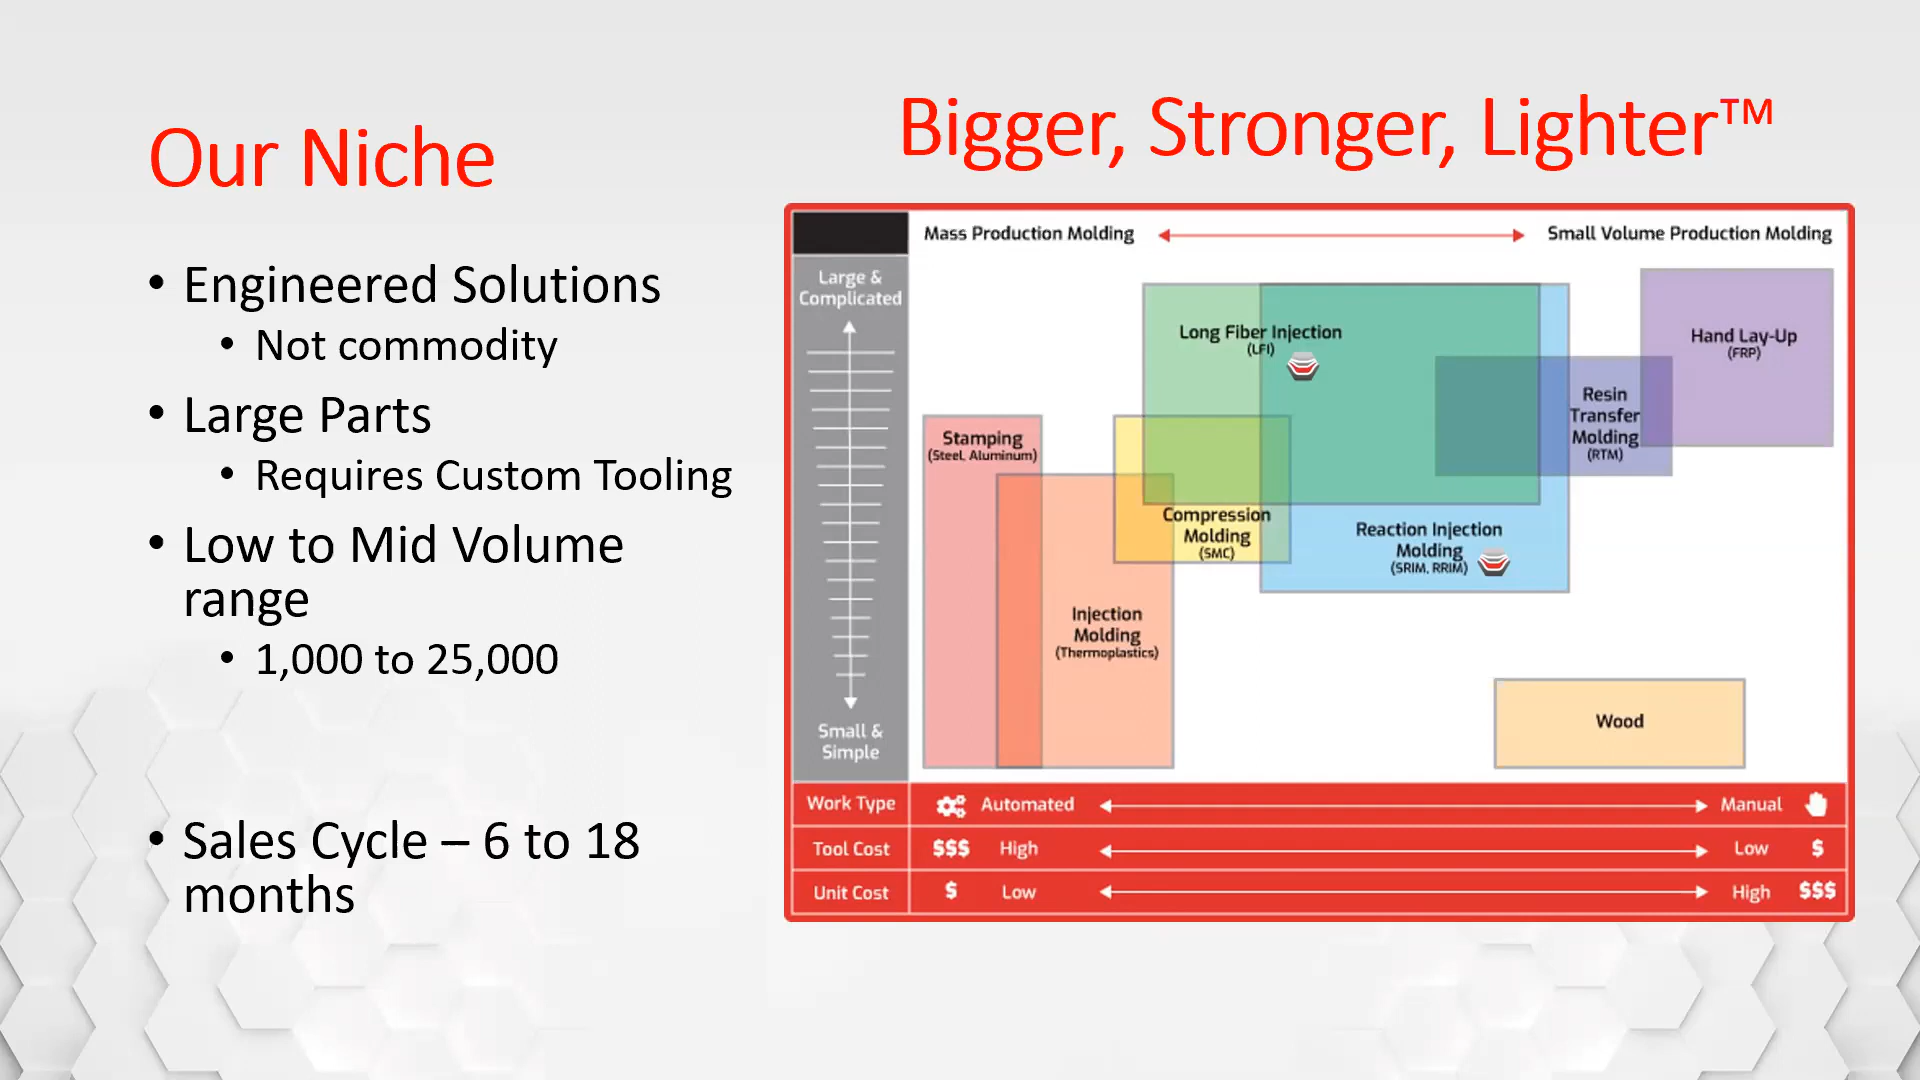 Our Niche
• Engineered Solutions
• Not commodity
• Large Parts
• Requires Custom Tooling
• Low to Mid Volume
range
• 1,000 to 25,000
• Sales Cycle – 6 to 18
months
Bigger, Stronger, Lighter™
Mass Production Molding
Small Volume Production Molding
Large &
Complicated
Small &
Simple
Stamping
(Steel, Aluminum)
Injection
Molding
(Thermoplastics)
Compression
Molding
(SMC)
Long Fiber Injection
(LFI)
Reaction Injection
Molding
(SRIM, RRIM)
Resin
Transfer
Molding
(RTM)
Hand Lay-Up
(FRP)
Wood
Work Type Automated Manual
Tool Cost $$$ High Low $
Unit Cost $ Low High $$$